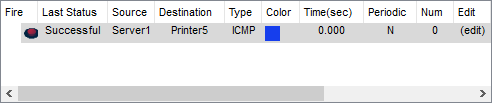 Fire Last Status Source Destination Type Color Time(sec) Periodic Num Edit
Successful Server1 Printer5 ICMP 0.000 N 0 (edit)